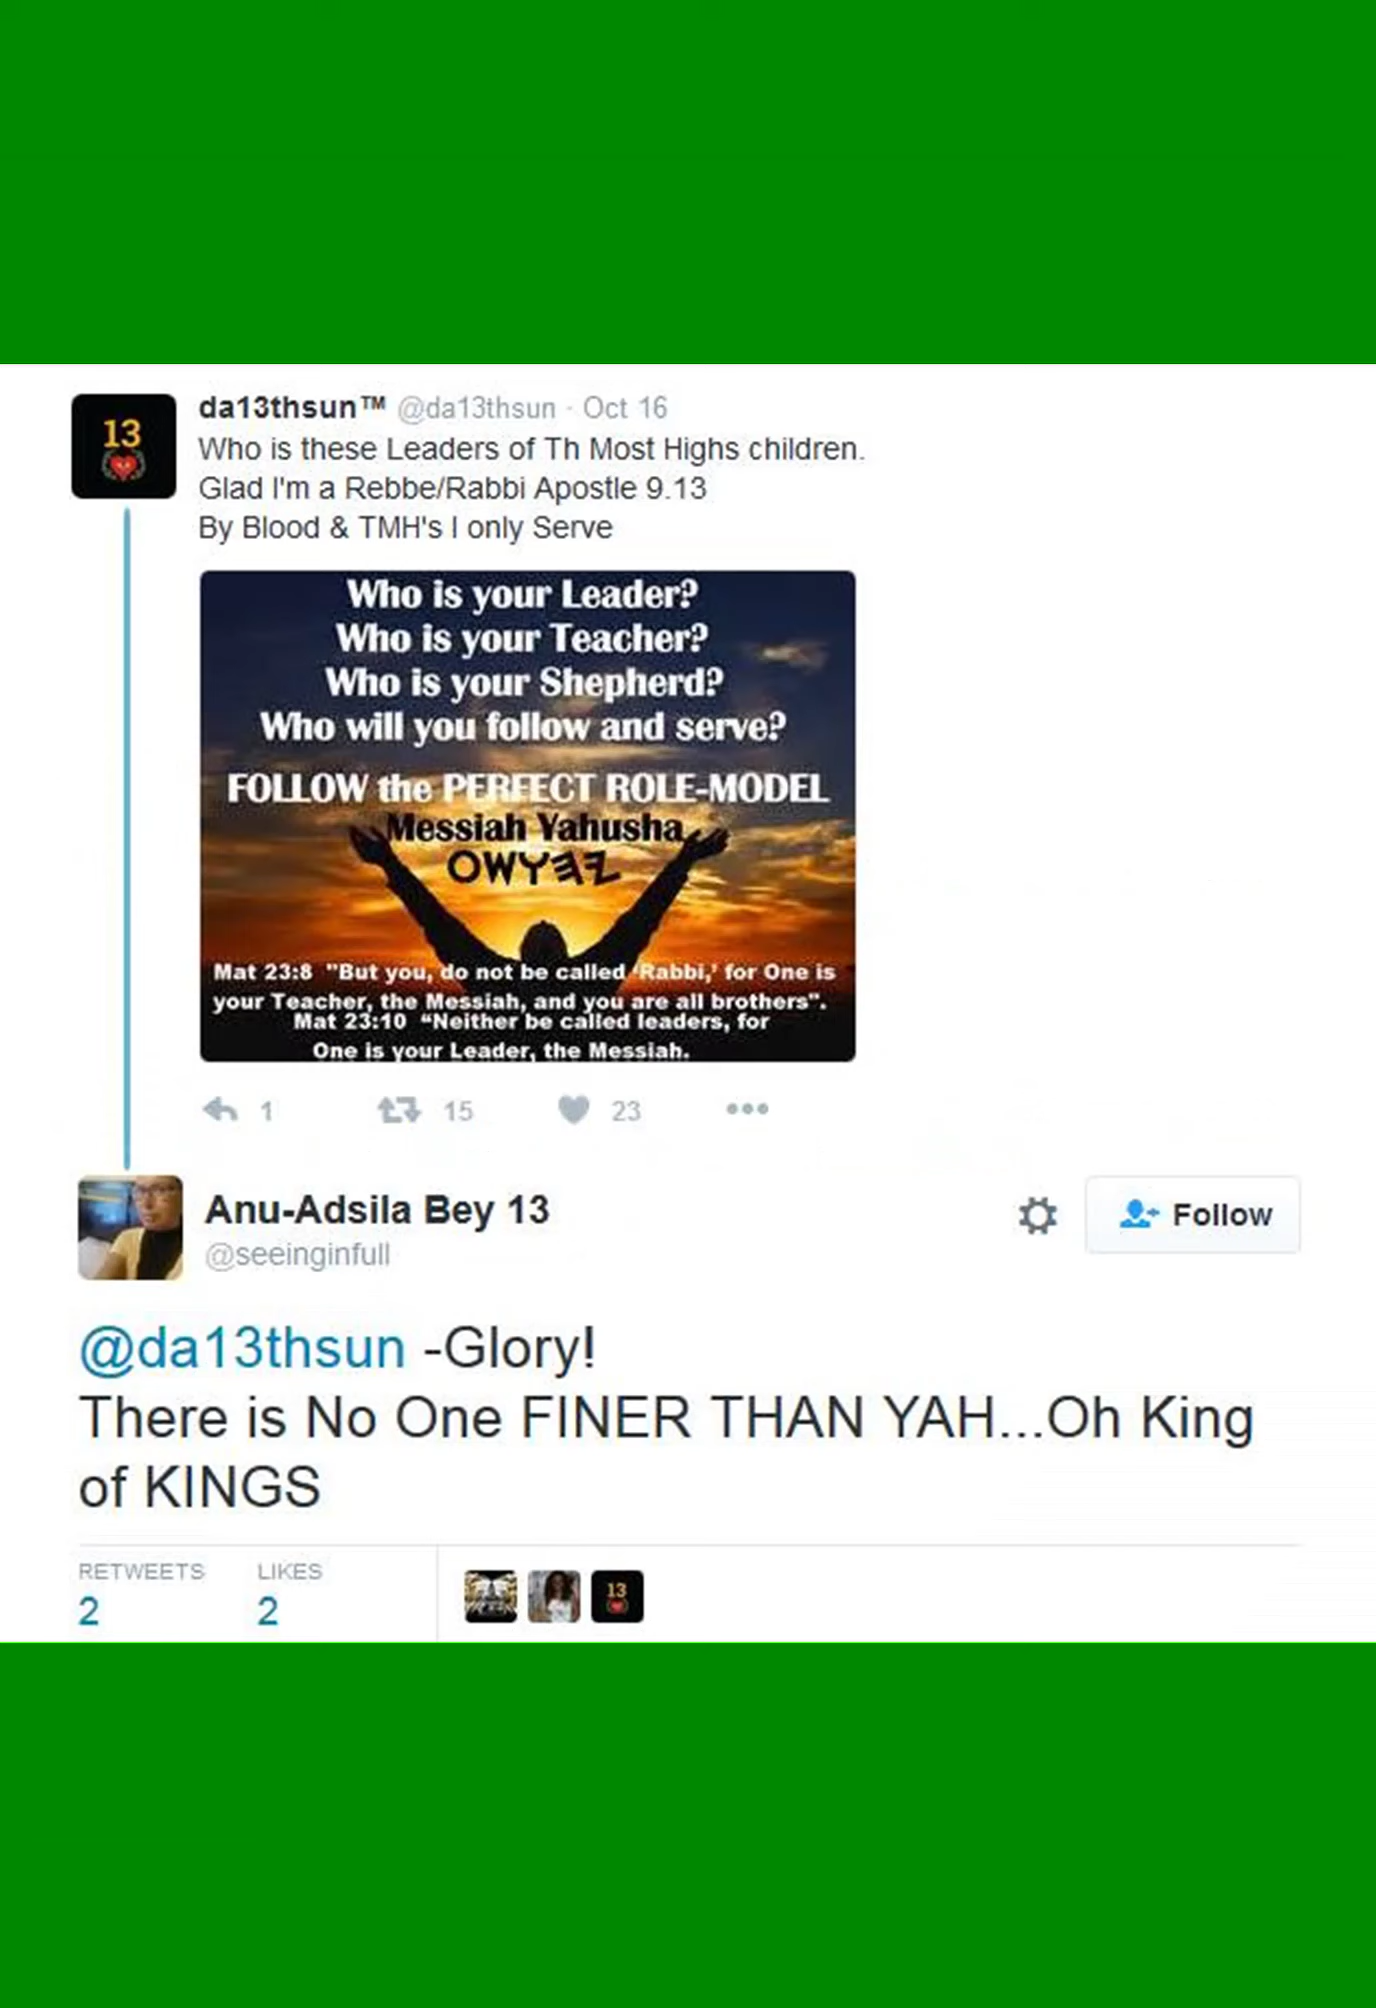 13
da13thsun™ @da13thsun · Oct 16
Who is these Leaders of Th Most Highs children.
Glad I'm a Rebbe/Rabbi Apostle 9.13
By Blood & TMH's I only Serve
Who is your Leader?
Who is your Teacher?
Who is your Shepherd?
Who will you follow and serve?
FOLLOW the PERFECT ROLE-MODEL
Messiah Yahusha
OWYāZ
Mat 23:8 "But you, do not be called 'Rabbi,' for One is
your Teacher, the Messiah, and you are all brothers".
Mat 23:10 "Neither be called leaders, for
One is your Leader, the Messiah.
1 15 23 •••
Anu-Adsila Bey 13
Follow
@seeinginfull
@da13thsun -Glory!
There is No One FINER THAN YAH...Oh King
of KINGS
RETWEETS LIKES
2 2
13